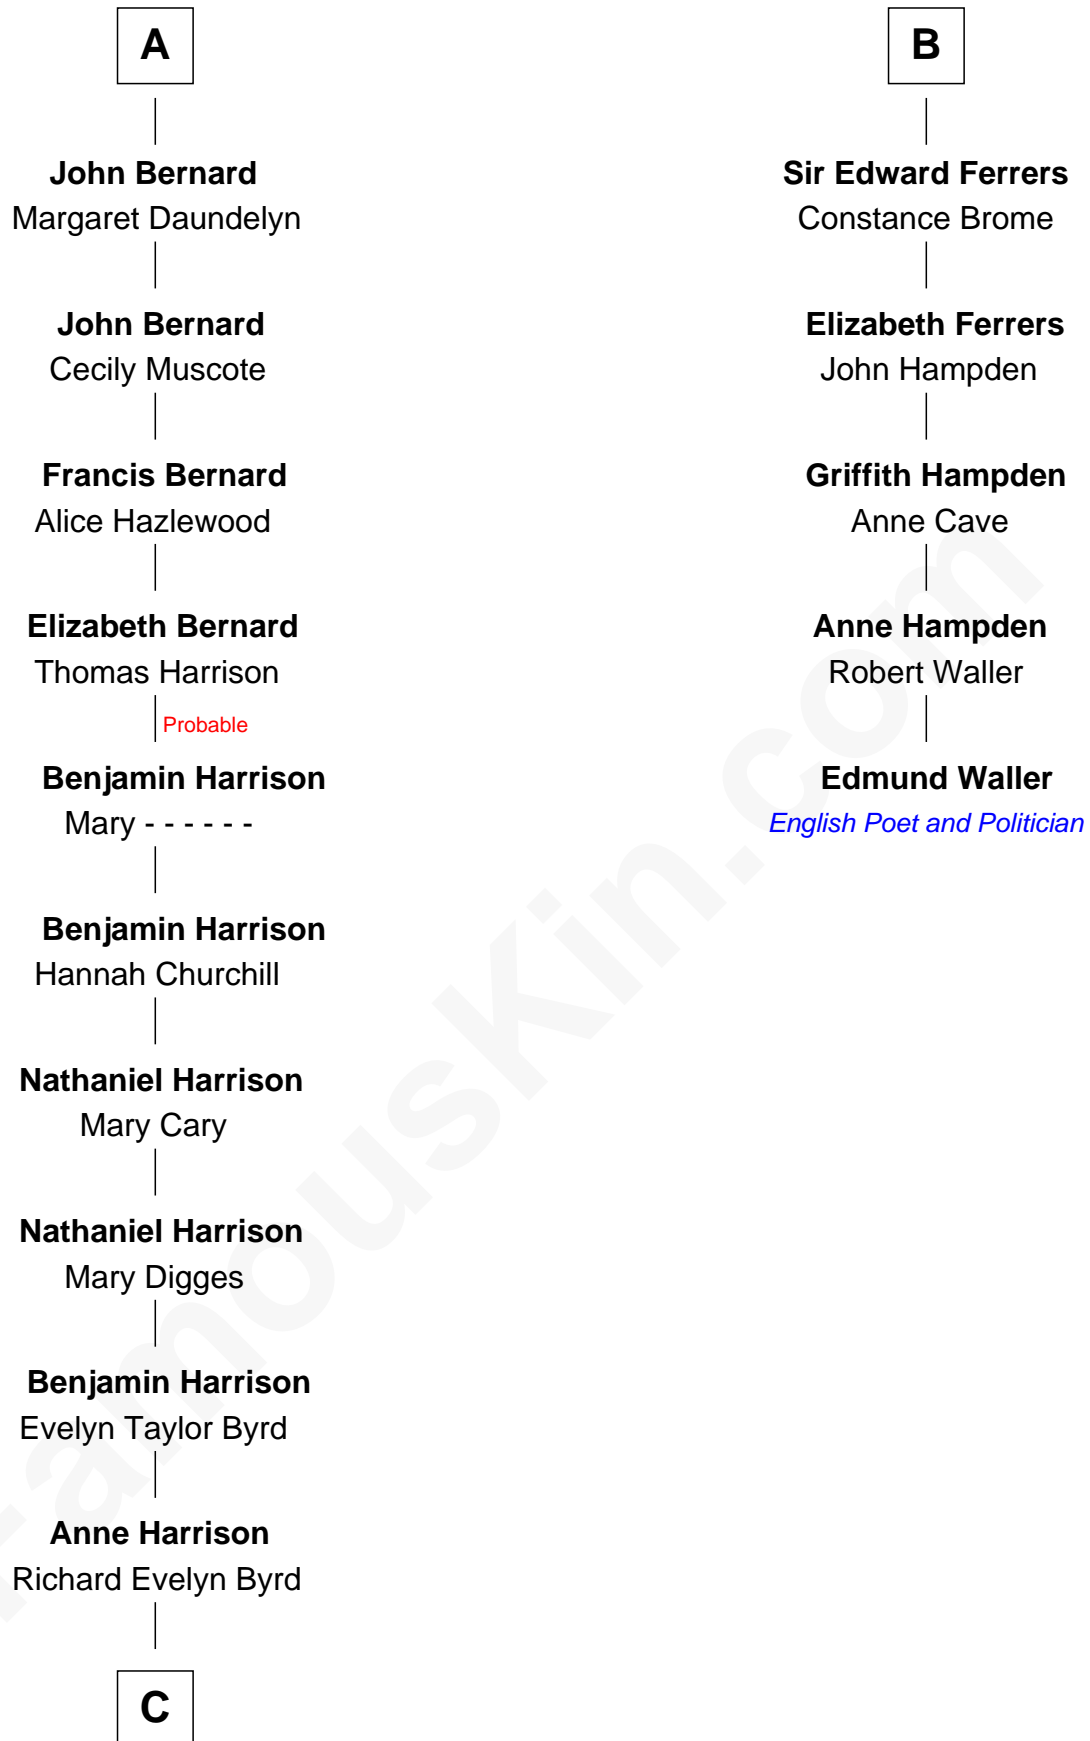 A
John Bernard
Margaret Daundelyn
John Bernard
Cecily Muscote
Francis Bernard
Alice Hazlewood
Elizabeth Bernard
Thomas Harrison
Probable
Benjamin Harrison
Mary - - - - - -
Benjamin Harrison
Hannah Churchill
Nathaniel Harrison
Mary Cary
Nathaniel Harrison
Mary Digges
Benjamin Harrison
Evelyn Taylor Byrd
Anne Harrison
Richard Evelyn Byrd
C
B
Sir Edward Ferrers
Constance Brome
Elizabeth Ferrers
John Hampden
Griffith Hampden
Anne Cave
Anne Hampden
Robert Waller
Edmund Waller
English Poet and Politician
FamousKin.com